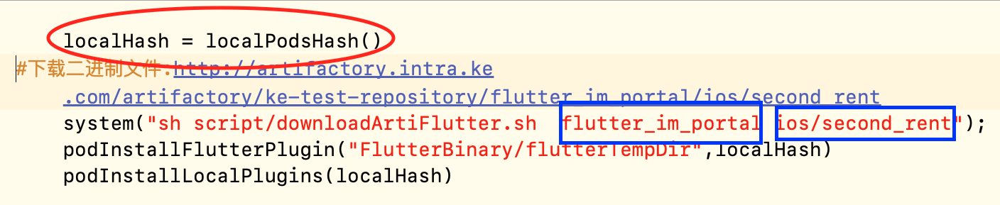 localHash = localPodsHash()
#下载二进制文件:http://artifactory.intra.ke
.com/artifactory/ke-test-repository/flutter_im_portal/ios/second_rent
system("sh script/downloadArtiFlutter.sh  flutter_im_portal ios/second_rent");
podInstallFlutterPlugin("FlutterBinary/flutterTempDir",localHash)
podInstallLocalPlugins(localHash)